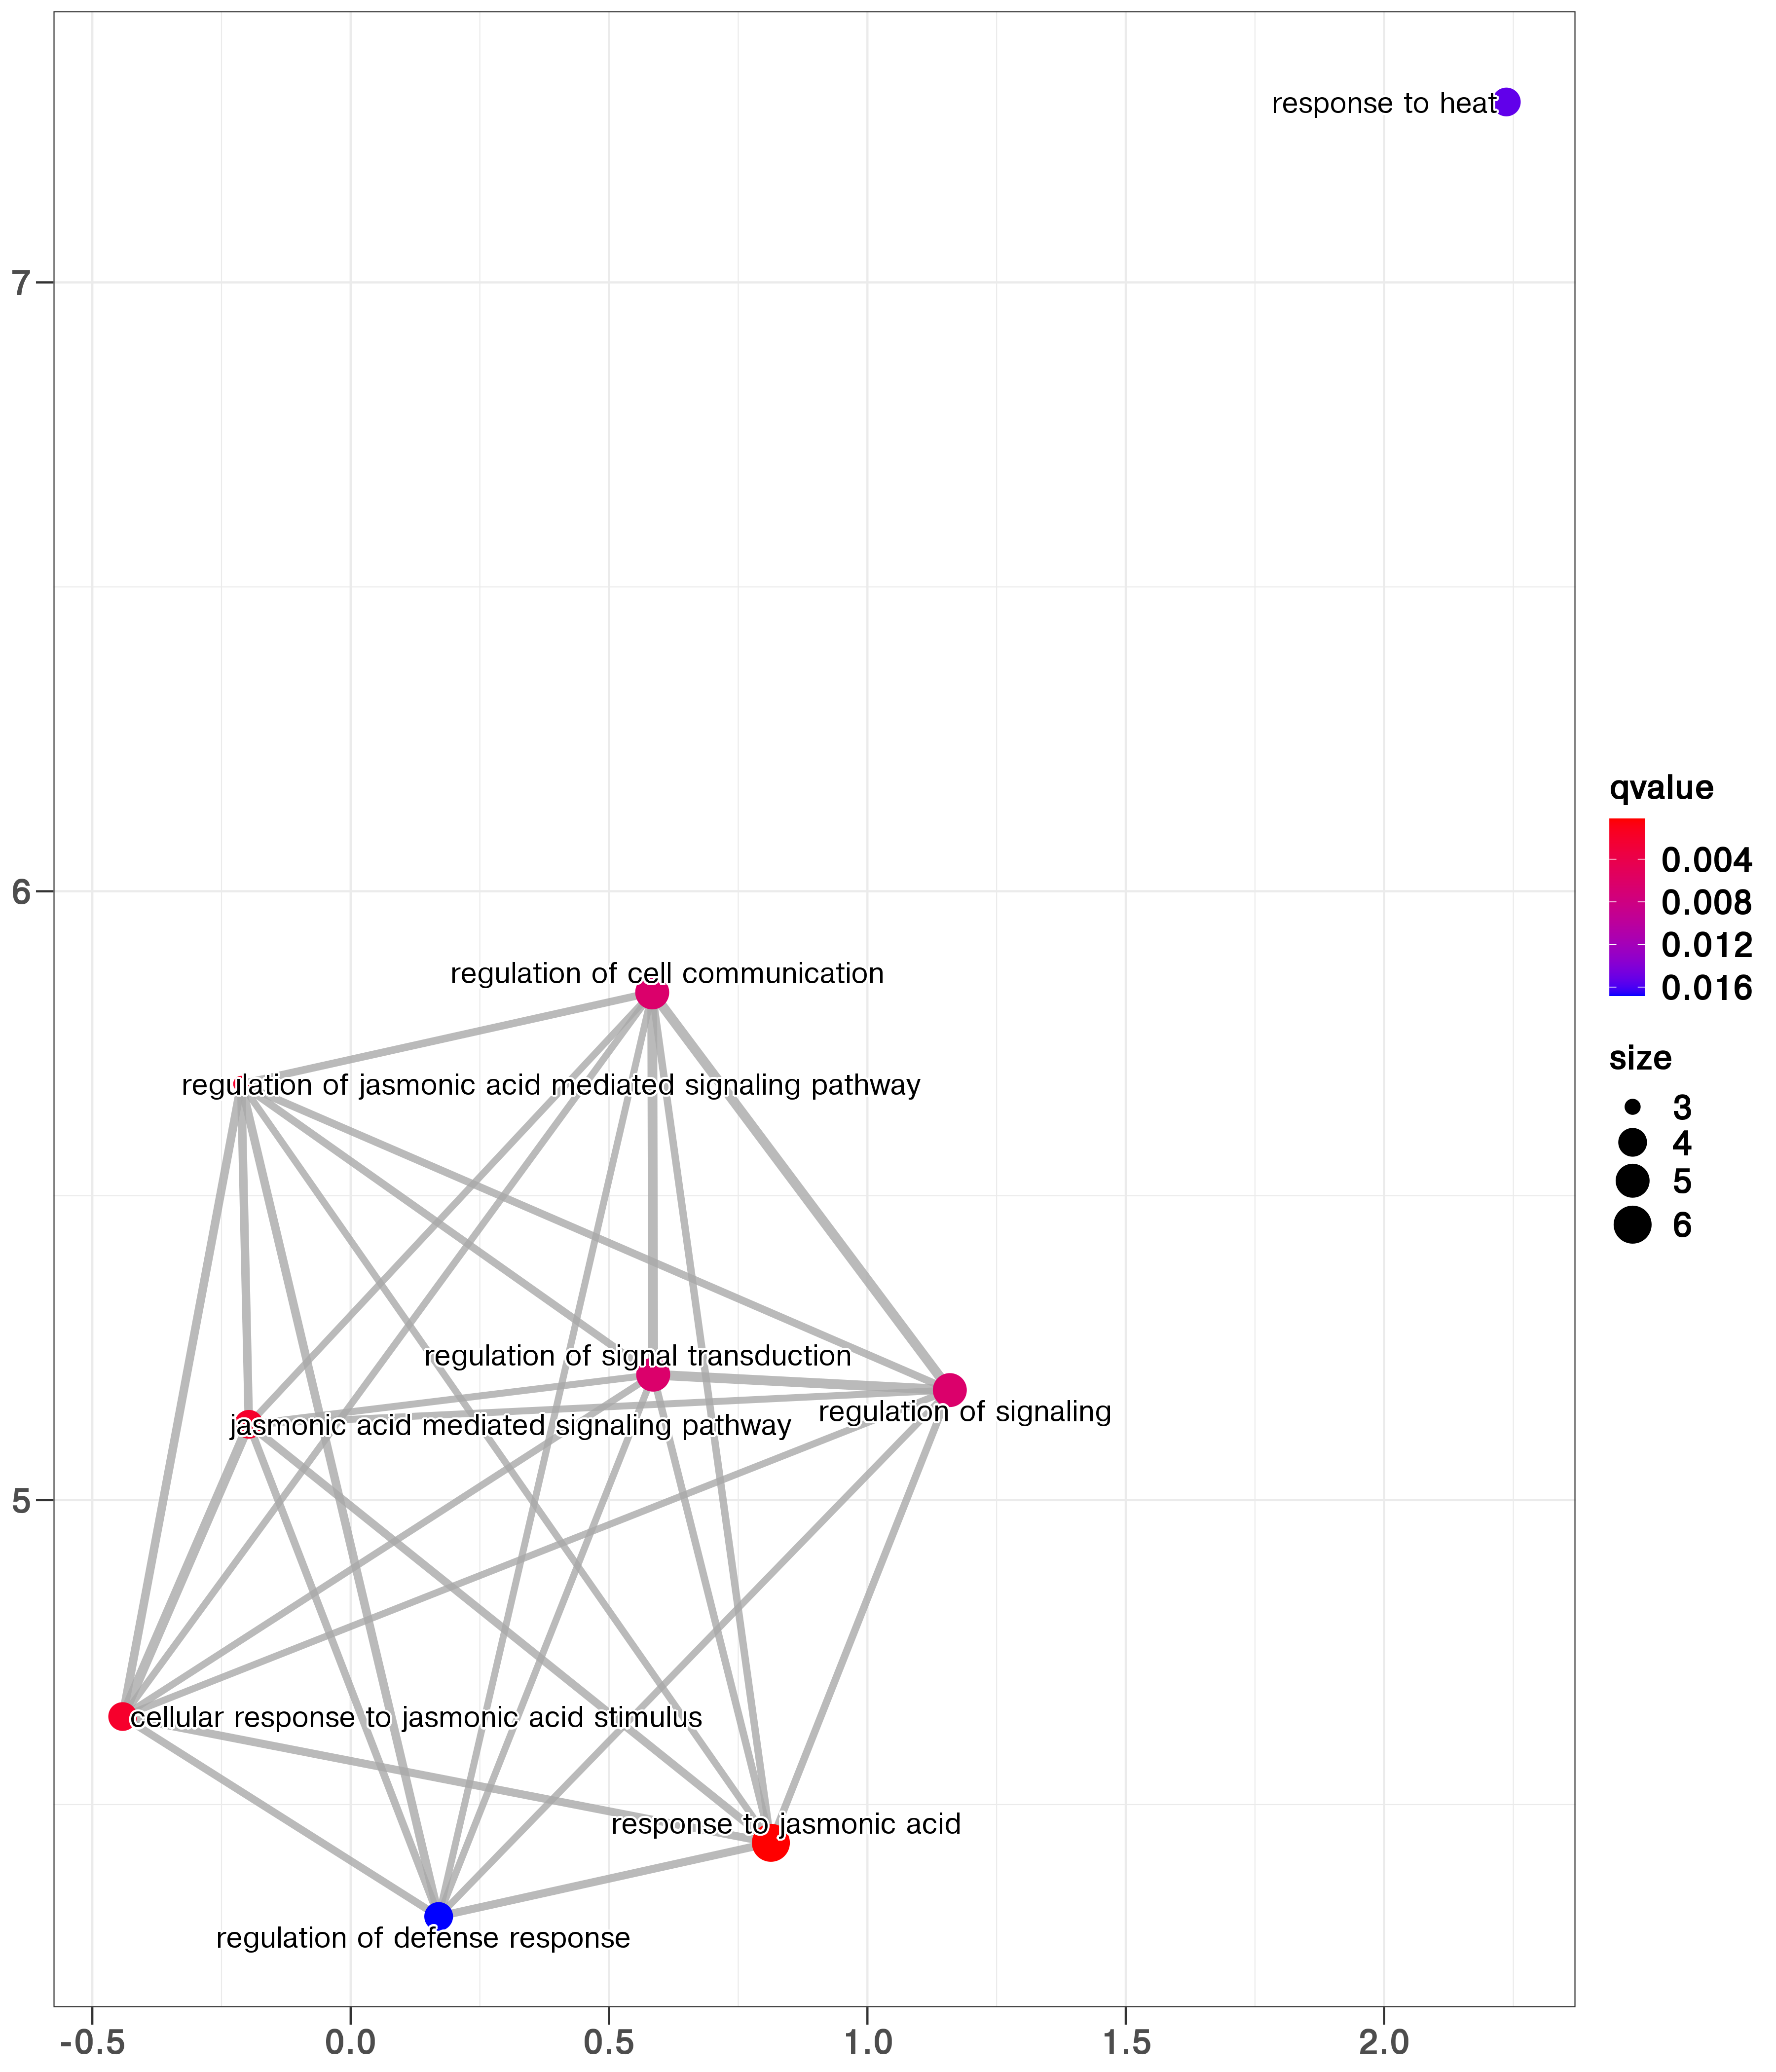 response to heat
7
6
regulation of cell communication
regulation of jasmonic acid mediated signaling pathway
regulation of signal transduction
regulation of signaling
jasmonic acid mediated signaling pathway
5
cellular response to jasmonic acid stimulus
response to jasmonic acid
regulation of defense response
-0.5 0.0 0.5 1.0 1.5 2.0
qvalue
0.004
0.008
0.012
0.016
size
3
4
5
6